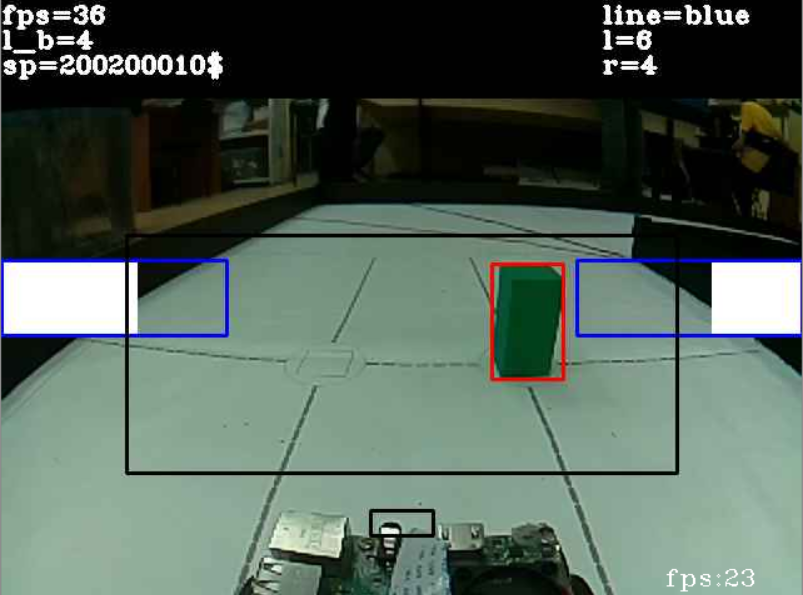 fps=36
l_b=4
sp=200200010$
line=blue
l=6
r=4
fps:23